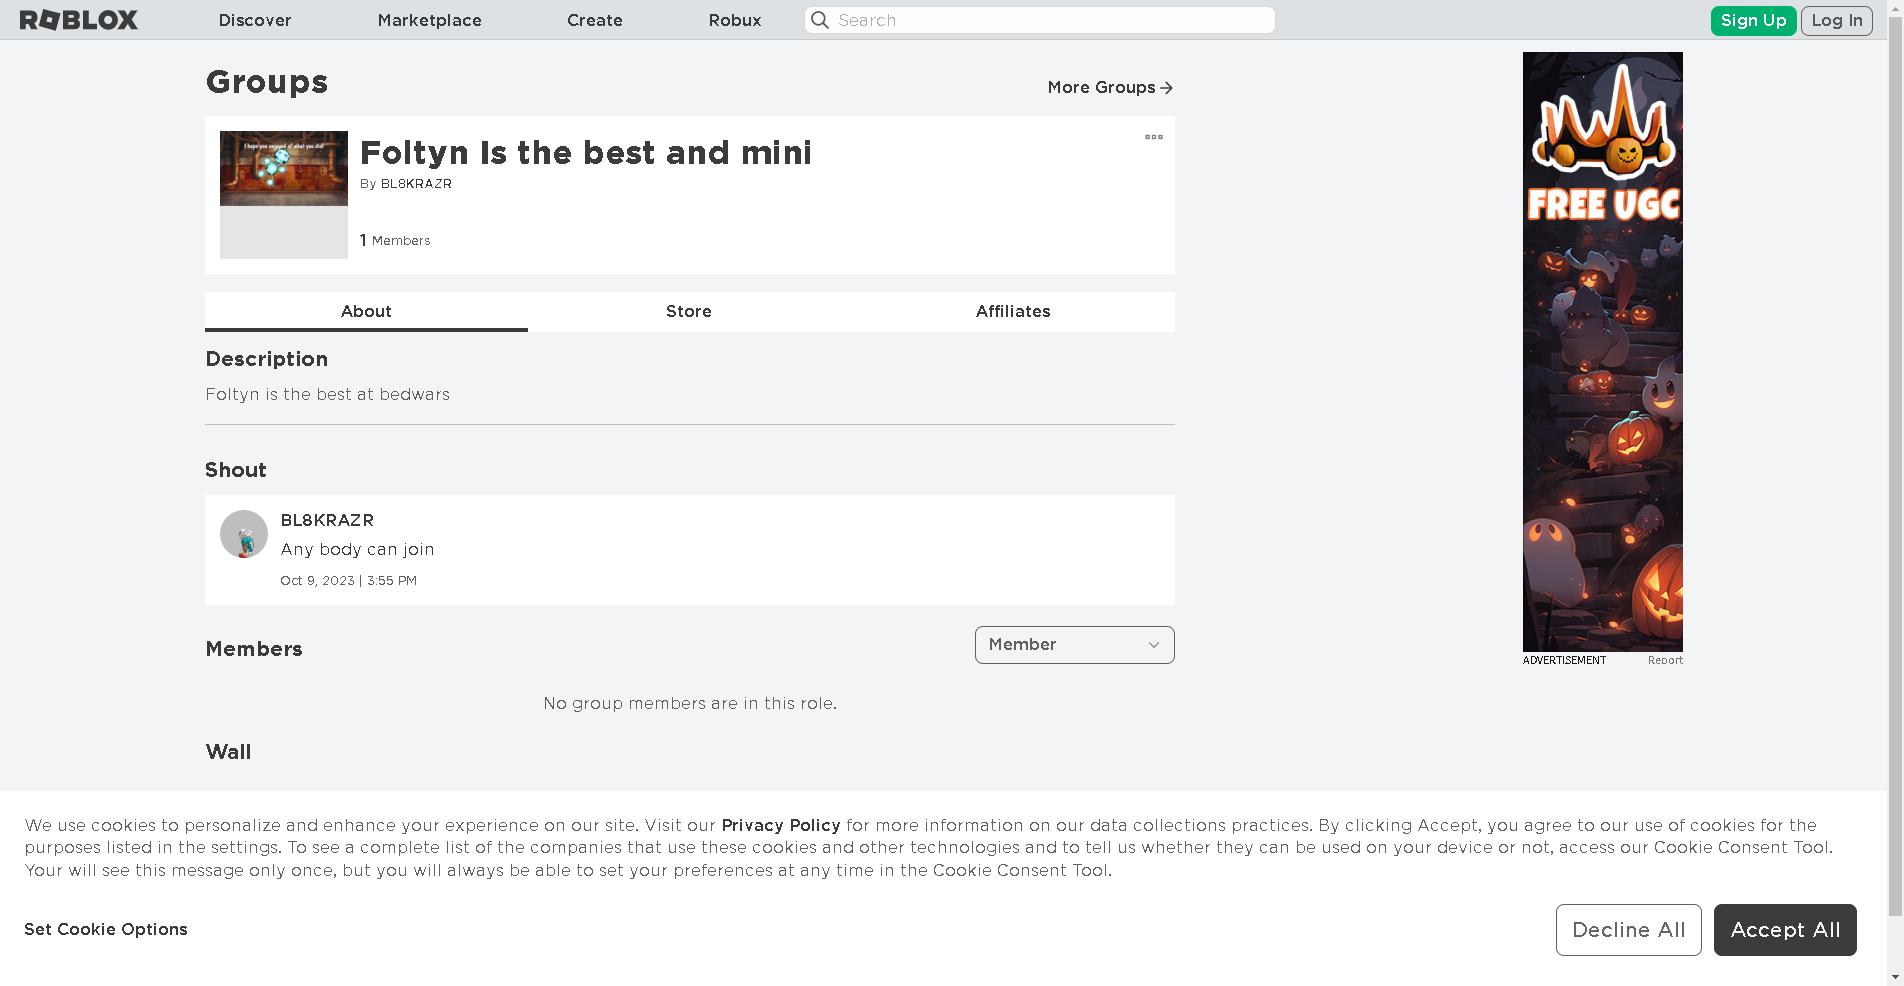 ROBLOX
Discover
Marketplace
Create
Robux
Search
Sign Up
Log In
Groups
More Groups
I hope you enjoyed of what you did!
Foltyn Is the best and mini
By BL8KRAZR
1 Members
About
Store
Affiliates
Description
Foltyn is the best at bedwars
Shout
BL8KRAZR
Any body can join
Oct 9, 2023 | 3:55 PM
Members
Member
No group members are in this role.
Wall
FREE UGC
ADVERTISEMENT
Report
We use cookies to personalize and enhance your experience on our site. Visit our Privacy Policy for more information on our data collections practices. By clicking Accept, you agree to our use of cookies for the
purposes listed in the settings. To see a complete list of the companies that use these cookies and other technologies and to tell us whether they can be used on your device or not, access our Cookie Consent Tool.
Your will see this message only once, but you will always be able to set your preferences at any time in the Cookie Consent Tool.
Set Cookie Options
Decline All
Accept All